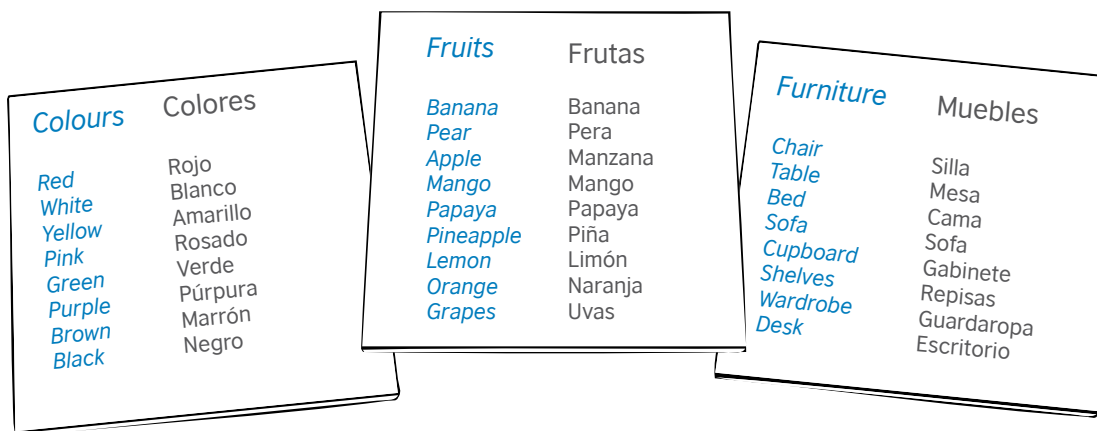 Colours Colores
Red Rojo
White Blanco
Yellow Amarillo
Pink Rosado
Green Verde
Purple Púrpura
Brown Marrón
Black Negro
Fruits Frutas
Banana Banana
Pear Pera
Apple Manzana
Mango Mango
Papaya Papaya
Pineapple Piña
Lemon Limón
Orange Naranja
Grapes Uvas
Furniture Muebles
Chair Silla
Table Mesa
Bed Cama
Sofa Sofa
Cupboard Gabinete
Shelves Repisas
Wardrobe Guardaropa
Desk Escritorio